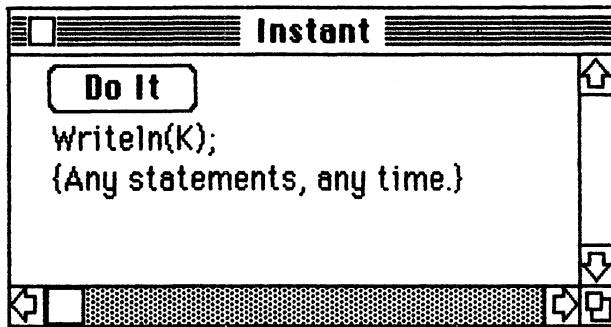 Instant
Do It
Writeln(K);
{Any statements, any time.}